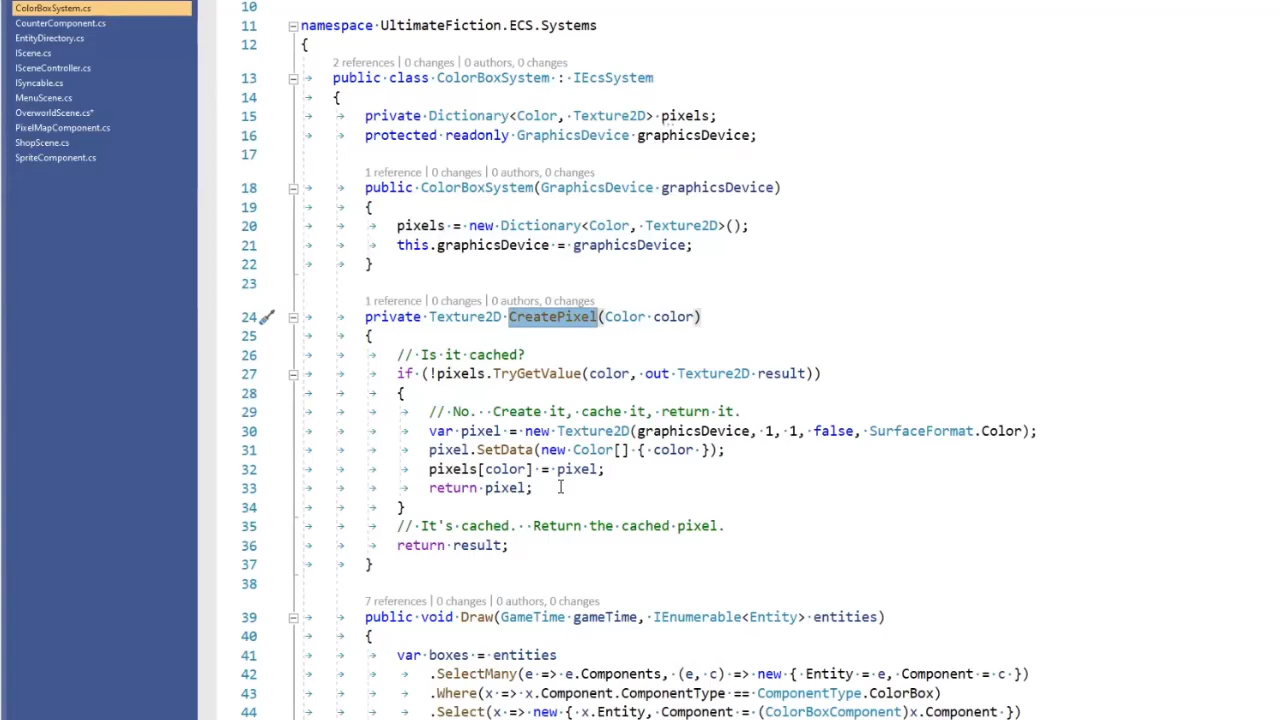 ColorBoxSystem.cs
CounterComponent.cs
EntityDirectory.cs
IScene.cs
ISceneController.cs
ISyncable.cs
MenuScene.cs
OverworldScene.cs*
PixelMapComponent.cs
ShopScene.cs
SpriteComponent.cs
10
11 namespace UltimateFiction.ECS.Systems
12 {
2 references | 0 changes | 0 authors, 0 changes
13 public class ColorBoxSystem : IEcsSystem
14 {
15 private Dictionary<Color, Texture2D> pixels;
16 protected readonly GraphicsDevice graphicsDevice;
17
1 reference | 0 changes | 0 authors, 0 changes
18 public ColorBoxSystem(GraphicsDevice graphicsDevice)
19 {
20 pixels = new Dictionary<Color, Texture2D>();
21 this.graphicsDevice = graphicsDevice;
22 }
23
1 reference | 0 changes | 0 authors, 0 changes
24 private Texture2D CreatePixel(Color color)
25 {
26 // Is it cached?
27 if (!pixels.TryGetValue(color, out Texture2D result))
28 {
29 // No.  Create it, cache it, return it.
30 var pixel = new Texture2D(graphicsDevice, 1, 1, false, SurfaceFormat.Color);
31 pixel.SetData(new Color[] { color });
32 pixels[color] = pixel;
33 return pixel;
34 }
35 // It's cached.  Return the cached pixel.
36 return result;
37 }
38
7 references | 0 changes | 0 authors, 0 changes
39 public void Draw(GameTime gameTime, IEnumerable<Entity> entities)
40 {
41 var boxes = entities
42 .SelectMany(e => e.Components, (e, c) => new { Entity = e, Component = c })
43 .Where(x => x.Component.ComponentType == ComponentType.ColorBox)
44 .Select(x => new { x.Entity, Component = (ColorBoxComponent)x.Component })